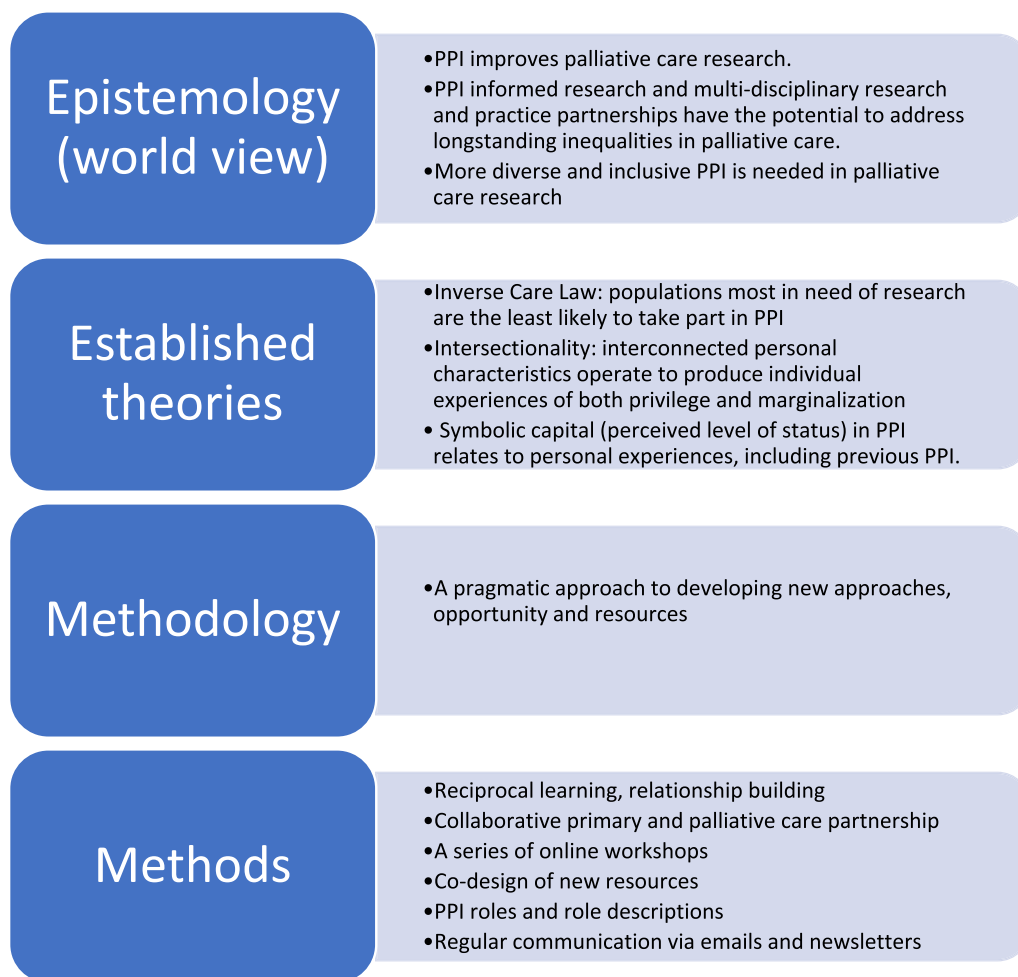 Epistemology
(world view)
•PPI improves palliative care research.
•PPI informed research and multi-disciplinary research
and practice partnerships have the potential to address
longstanding inequalities in palliative care.
•More diverse and inclusive PPI is needed in palliative
care research
Established
theories
•Inverse Care Law: populations most in need of research
are the least likely to take part in PPI
•Intersectionality: interconnected personal
characteristics operate to produce individual
experiences of both privilege and marginalization
• Symbolic capital (perceived level of status) in PPI
relates to personal experiences, including previous PPI.
Methodology
•A pragmatic approach to developing new approaches,
opportunity and resources
Methods
•Reciprocal learning, relationship building
•Collaborative primary and palliative care partnership
•A series of online workshops
•Co-design of new resources
•PPI roles and role descriptions
•Regular communication via emails and newsletters